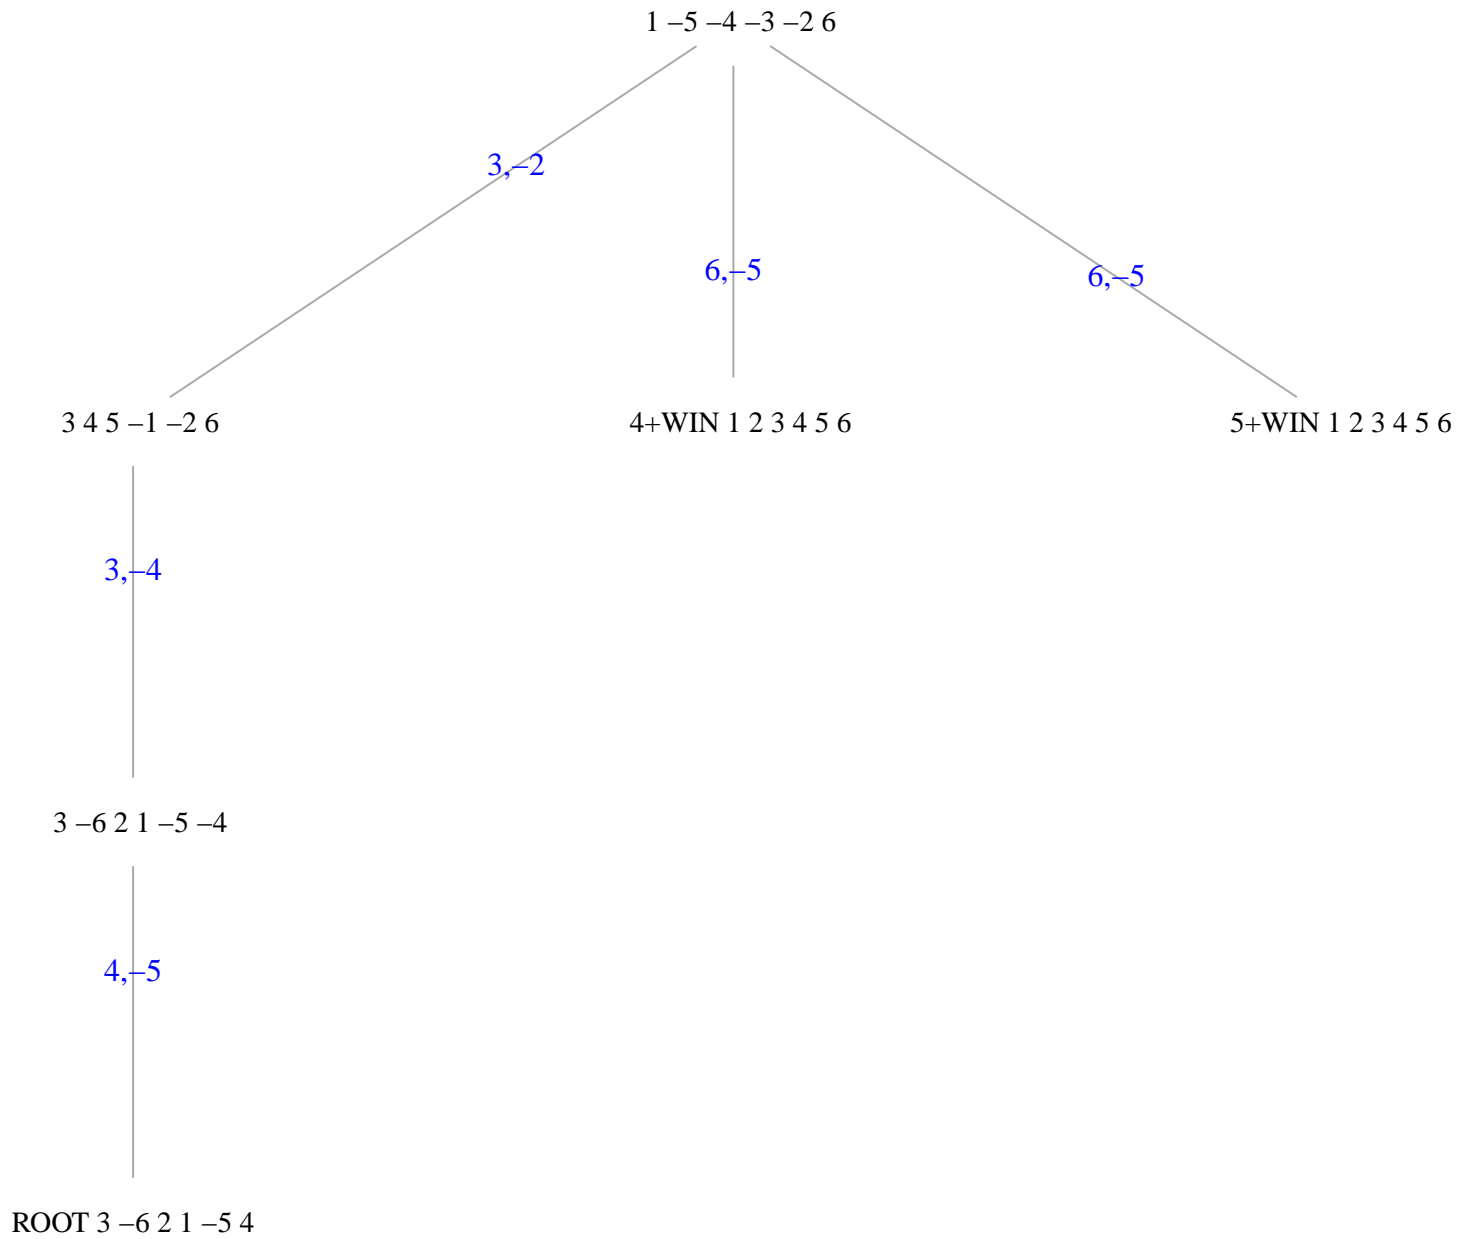 1 –5 –4 –3 –2 6
3,–2
6,–5
6,–5
3 4 5 –1 –2 6
4+WIN 1 2 3 4 5 6
5+WIN 1 2 3 4 5 6
3,–4
3 –6 2 1 –5 –4
4,–5
ROOT 3 –6 2 1 –5 4